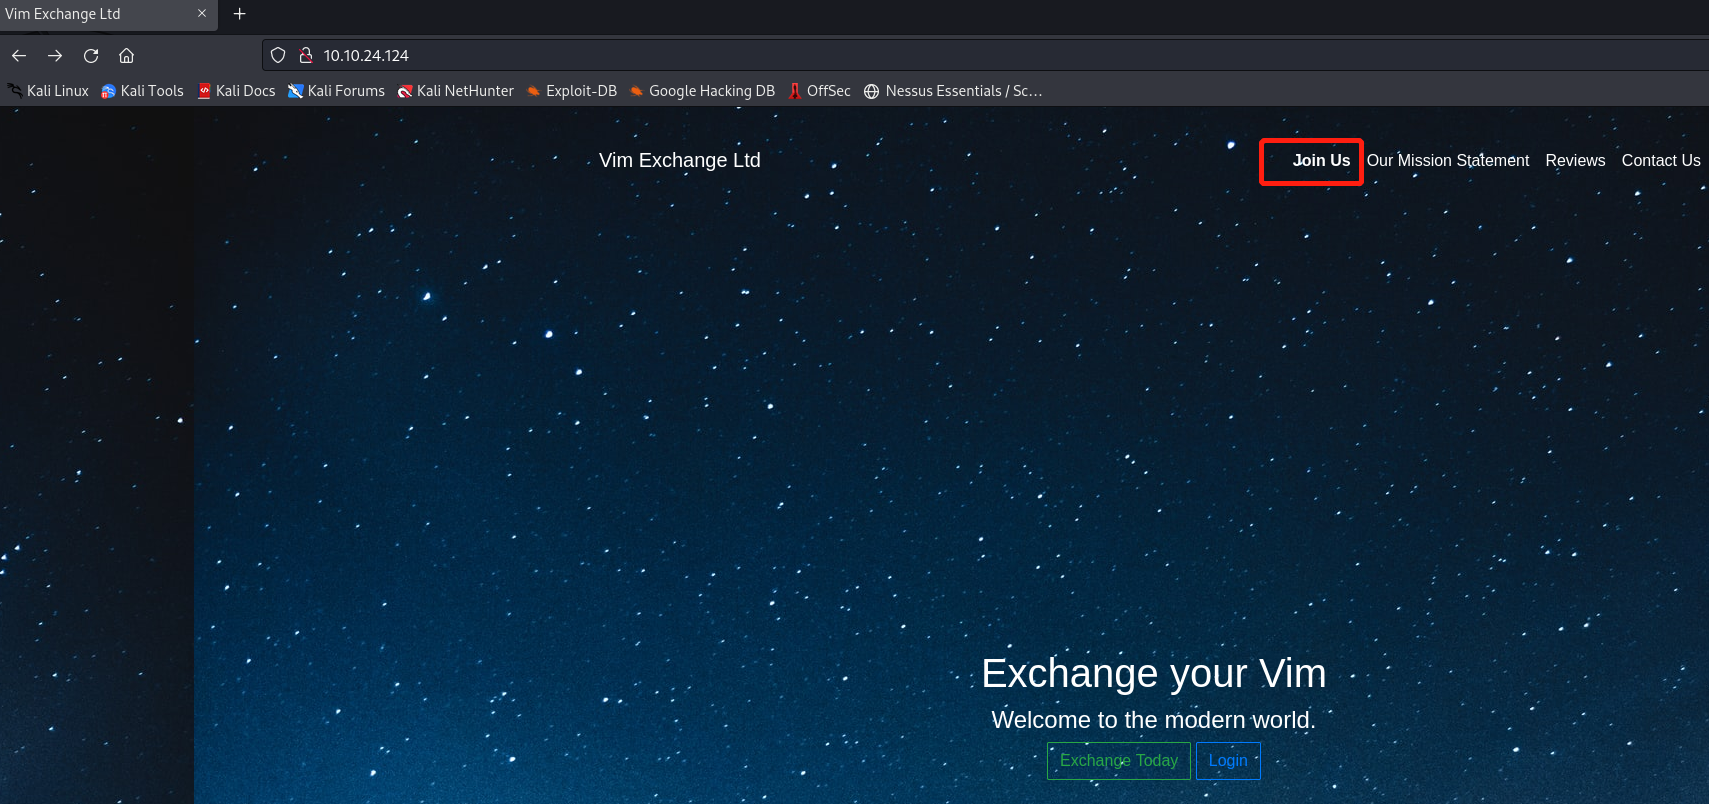 Vim Exchange Ltd
10.10.24.124
Kali Linux Kali Tools Kali Docs Kali Forums Kali NetHunter Exploit-DB Google Hacking DB OffSec Nessus Essentials / Sc…
Vim Exchange Ltd Join Us Our Mission Statement Reviews Contact Us
Exchange your Vim
Welcome to the modern world.
Exchange Today Login